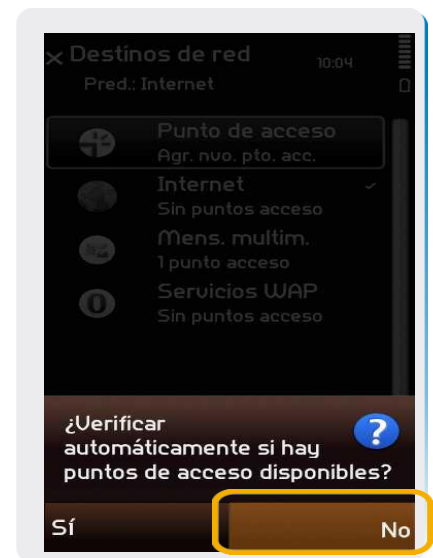 Destinos de red
10:04
Pred.: Internet
Punto de acceso
Agr. nvo. pto. acc.
Internet
Sin puntos acceso
Mens. multim.
1 punto acceso
Servicios WAP
Sin puntos acceso
¿Verificar
automáticamente si hay
puntos de acceso disponibles?
Sí
No